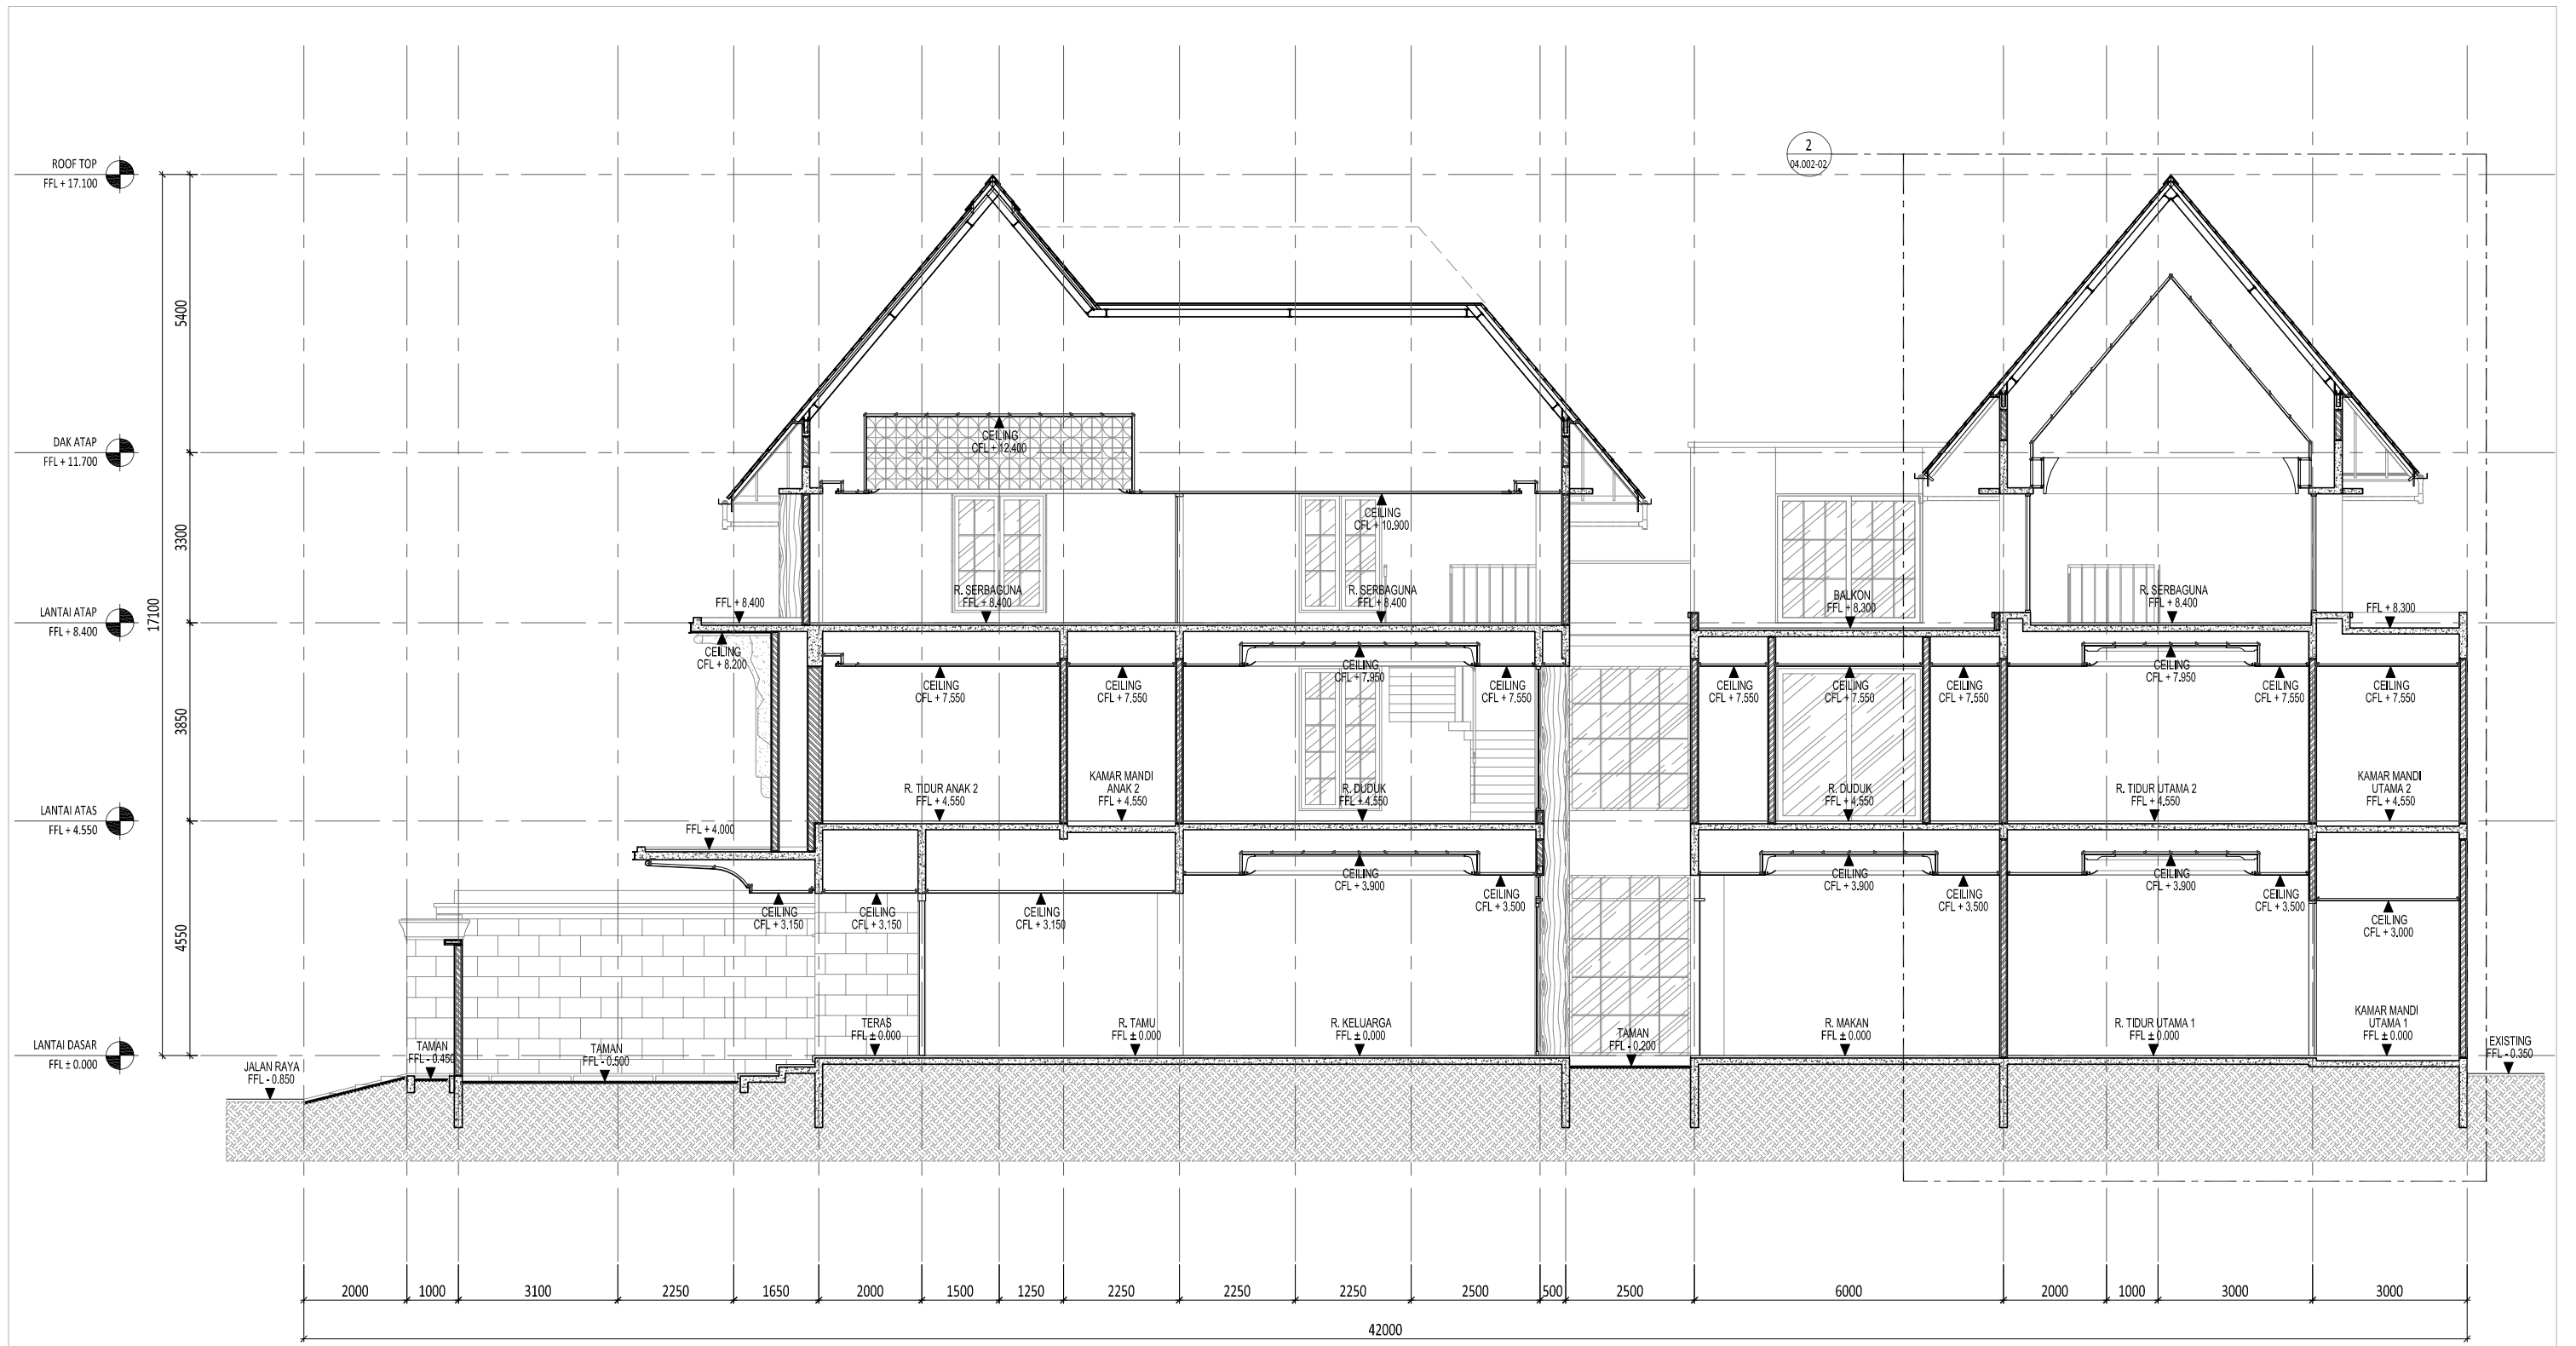 2
04.002-02
ROOF TOP
FFL + 17.100
5400
CEILING
CFL + 12.400
DAK ATAP
FFL + 11.700
CEILING
CFL + 10.900
3300
17100
R. SERBAGUNA
FFL + 8.400
R. SERBAGUNA
FFL + 8.400
BALKON
FFL + 8.300
R. SERBAGUNA
FFL + 8.400
FFL + 8.400
FFL + 8.300
LANTAI ATAP
FFL + 8.400
CEILING
CFL + 8.200
CEILING
CFL + 7.550
CEILING
CFL + 7.550
CEILING
CFL + 7.950
CEILING
CFL + 7.550
CEILING
CFL + 7.550
CEILING
CFL + 7.550
CEILING
CFL + 7.550
CEILING
CFL + 7.950
CEILING
CFL + 7.550
CEILING
CFL + 7.550
3850
R. TIDUR ANAK 2
FFL + 4.550
KAMAR MANDI
ANAK 2
FFL + 4.550
R. DUDUK
FFL + 4.550
R. DUDUK
FFL + 4.550
R. TIDUR UTAMA 2
FFL + 4.550
KAMAR MANDI
UTAMA 2
FFL + 4.550
LANTAI ATAS
FFL + 4.550
FFL + 4.000
CEILING
CFL + 3.150
CEILING
CFL + 3.150
CEILING
CFL + 3.150
CEILING
CFL + 3.900
CEILING
CFL + 3.500
CEILING
CFL + 3.900
CEILING
CFL + 3.500
CEILING
CFL + 3.900
CEILING
CFL + 3.500
CEILING
CFL + 3.000
4550
LANTAI DASAR
FFL ± 0.000
JALAN RAYA
FFL - 0.850
TAMAN
FFL - 0.450
TAMAN
FFL - 0.500
TERAS
FFL ± 0.000
R. TAMU
FFL ± 0.000
R. KELUARGA
FFL ± 0.000
TAMAN
FFL - 0.200
R. MAKAN
FFL ± 0.000
R. TIDUR UTAMA 1
FFL ± 0.000
KAMAR MANDI
UTAMA 1
FFL ± 0.000
EXISTING
FFL - 0.350
2000 1000 3100 2250 1650 2000 1500 1250 2250 2250 2250 2500 500 2500 6000 2000 1000 3000 3000
42000